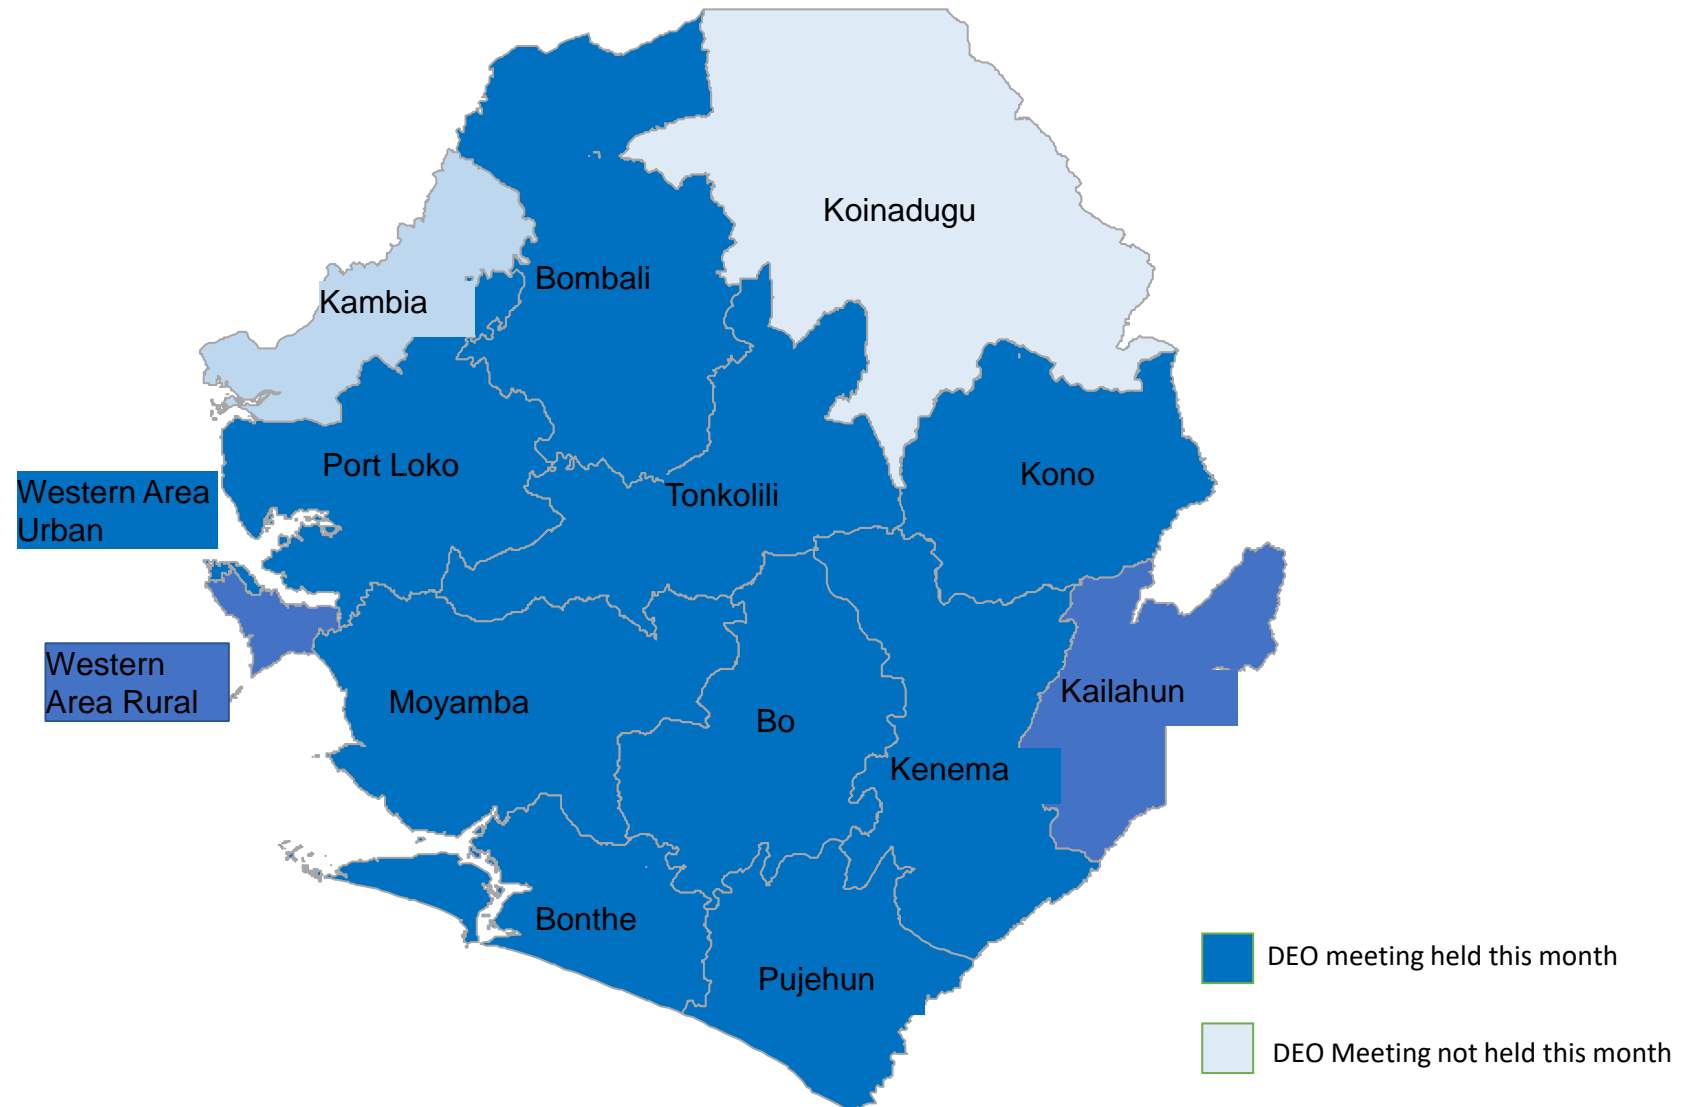 Koinadugu
Bombali
Kambia
Port Loko
Kono
Western Area
Urban
Tonkolili
Western
Area Rural
Moyamba
Bo
Kailahun
Kenema
Bonthe
Pujehun
DEO meeting held this month
DEO Meeting not held this month